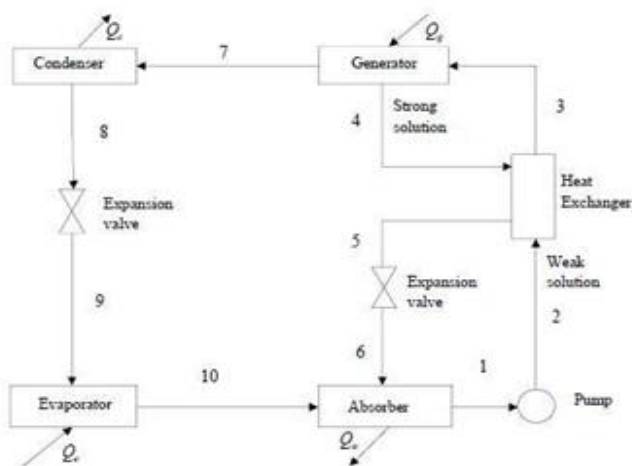 Qc
Qg
Condenser
7
Generator
8
4
Strong
solution
3
Heat
Exchanger
Expansion
valve
5
Weak
solution
Expansion
valve
9
2
6
10
1
Evaporator
Absorber
Pump
Qe
Qa